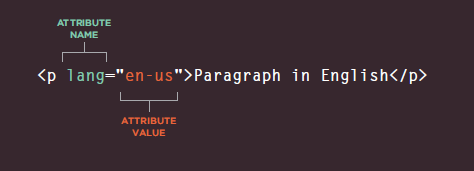 ATTRIBUTE
NAME
<p lang="en-us">Paragraph in English</p>
ATTRIBUTE
VALUE